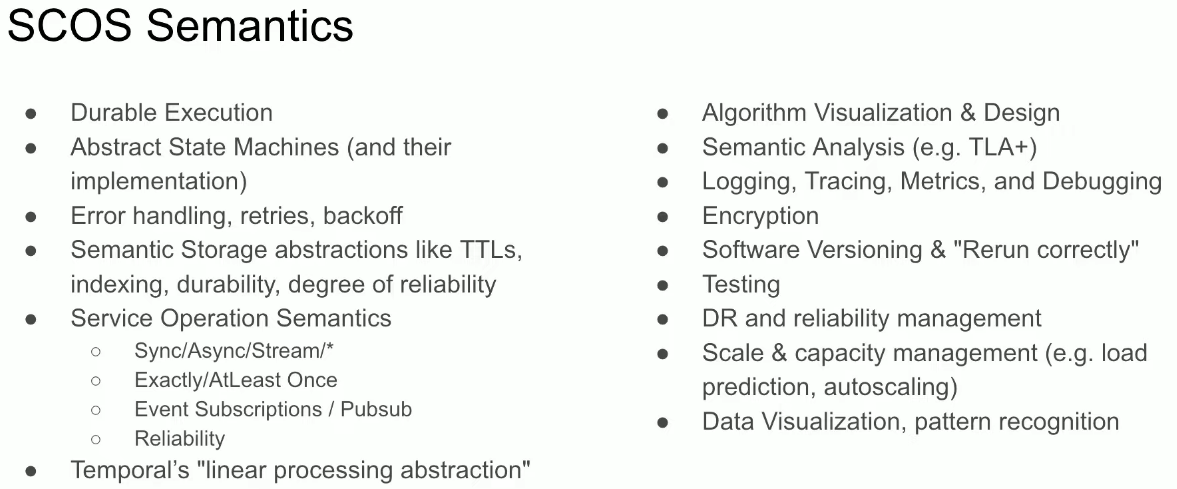 SCOS Semantics
● Durable Execution
● Abstract State Machines (and their
implementation)
● Error handling, retries, backoff
● Semantic Storage abstractions like TTLs,
indexing, durability, degree of reliability
● Service Operation Semantics
○ Sync/Async/Stream/*
○ Exactly/AtLeast Once
○ Event Subscriptions / Pubsub
○ Reliability
● Temporal’s "linear processing abstraction"
● Algorithm Visualization & Design
● Semantic Analysis (e.g. TLA+)
● Logging, Tracing, Metrics, and Debugging
● Encryption
● Software Versioning & "Rerun correctly"
● Testing
● DR and reliability management
● Scale & capacity management (e.g. load
prediction, autoscaling)
● Data Visualization, pattern recognition